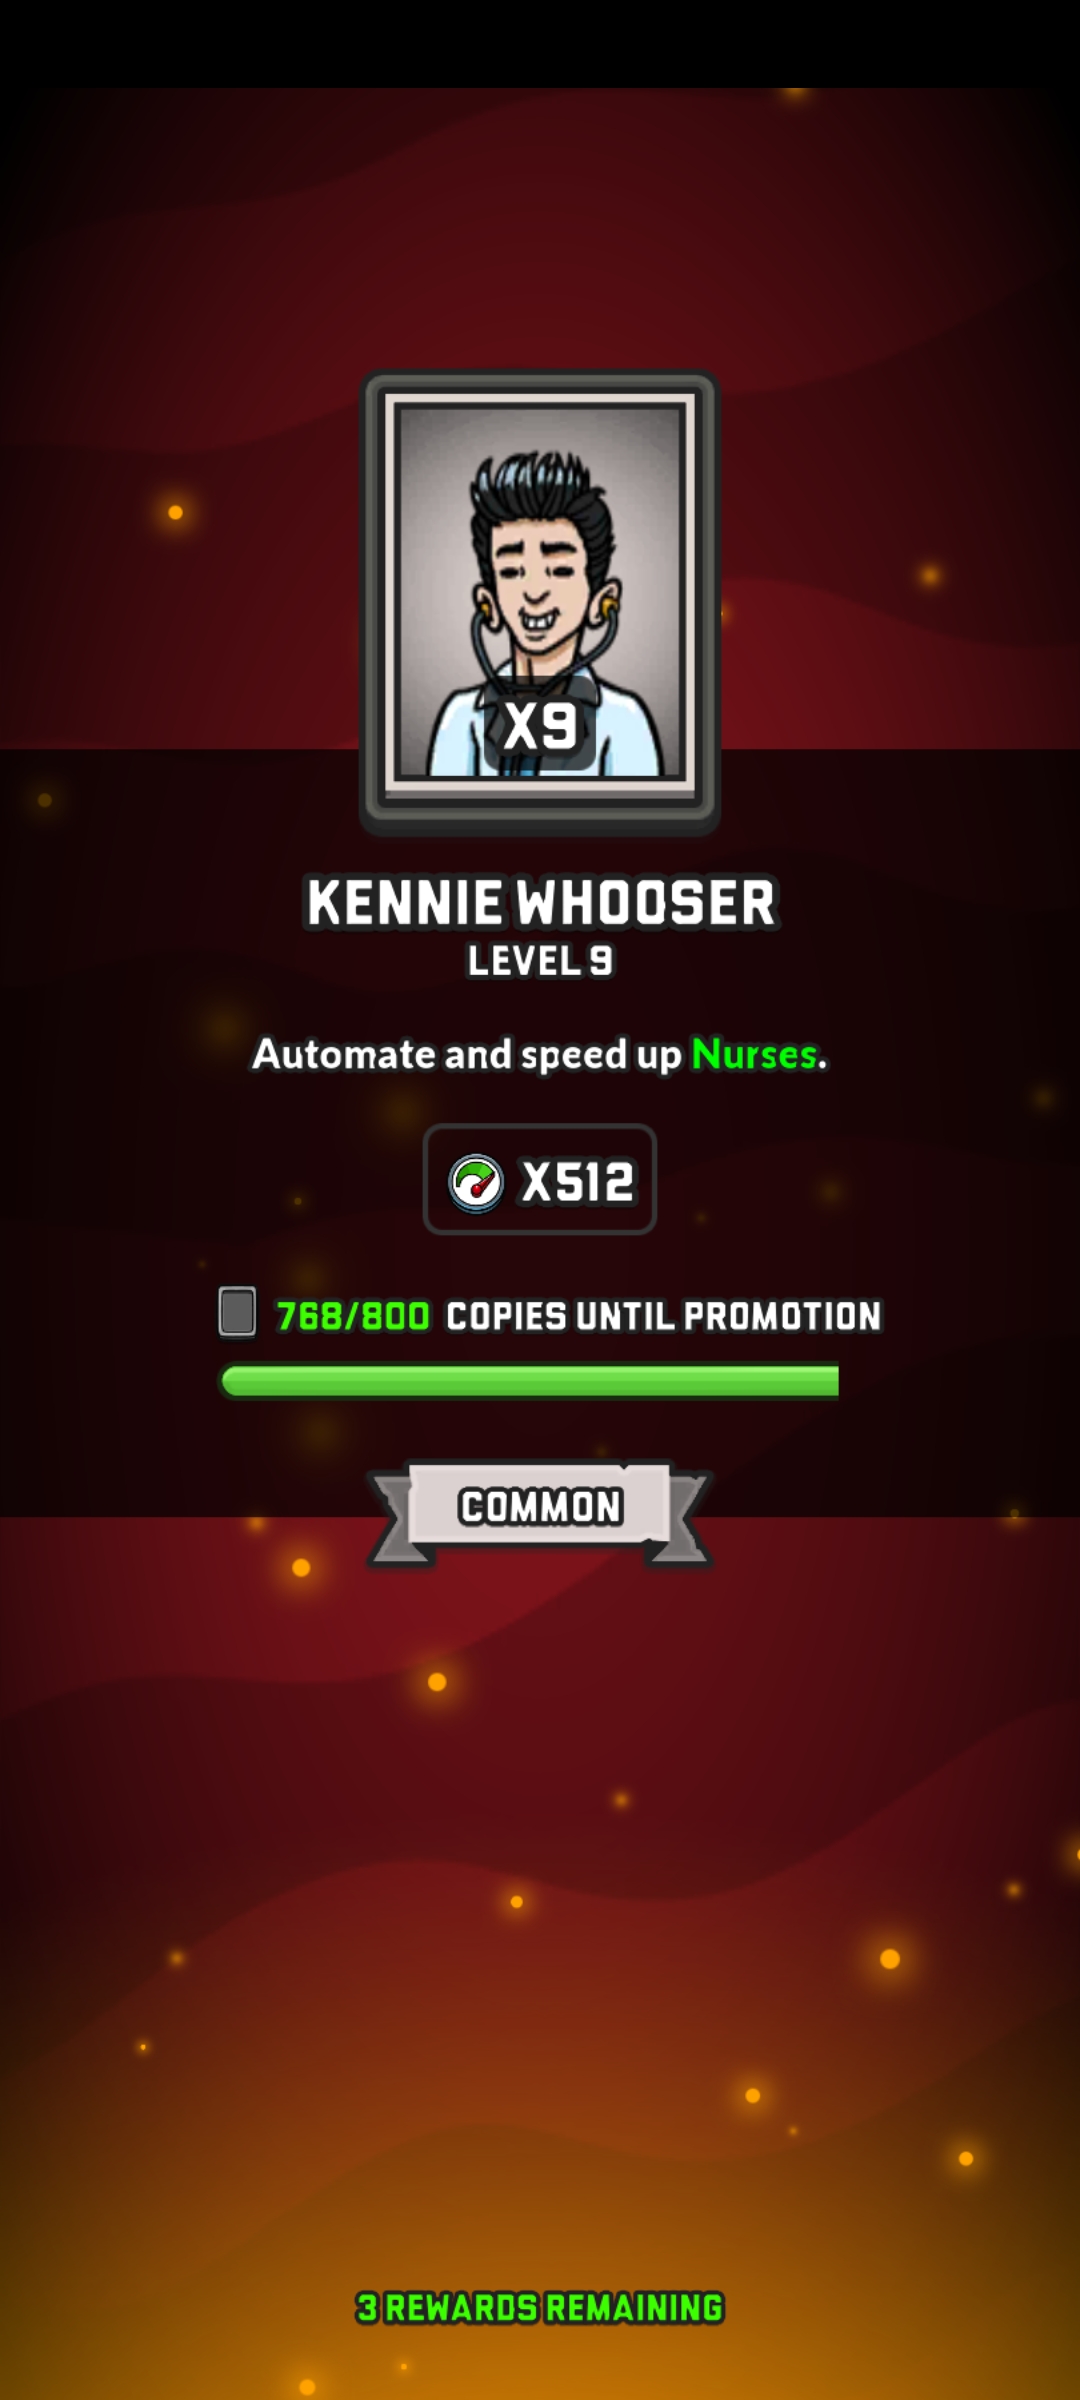 X9
KENNIE WHOOSER
LEVEL 9
Automate and speed up Nurses.
X512
768/800 COPIES UNTIL PROMOTION
COMMON
3 REWARDS REMAINING